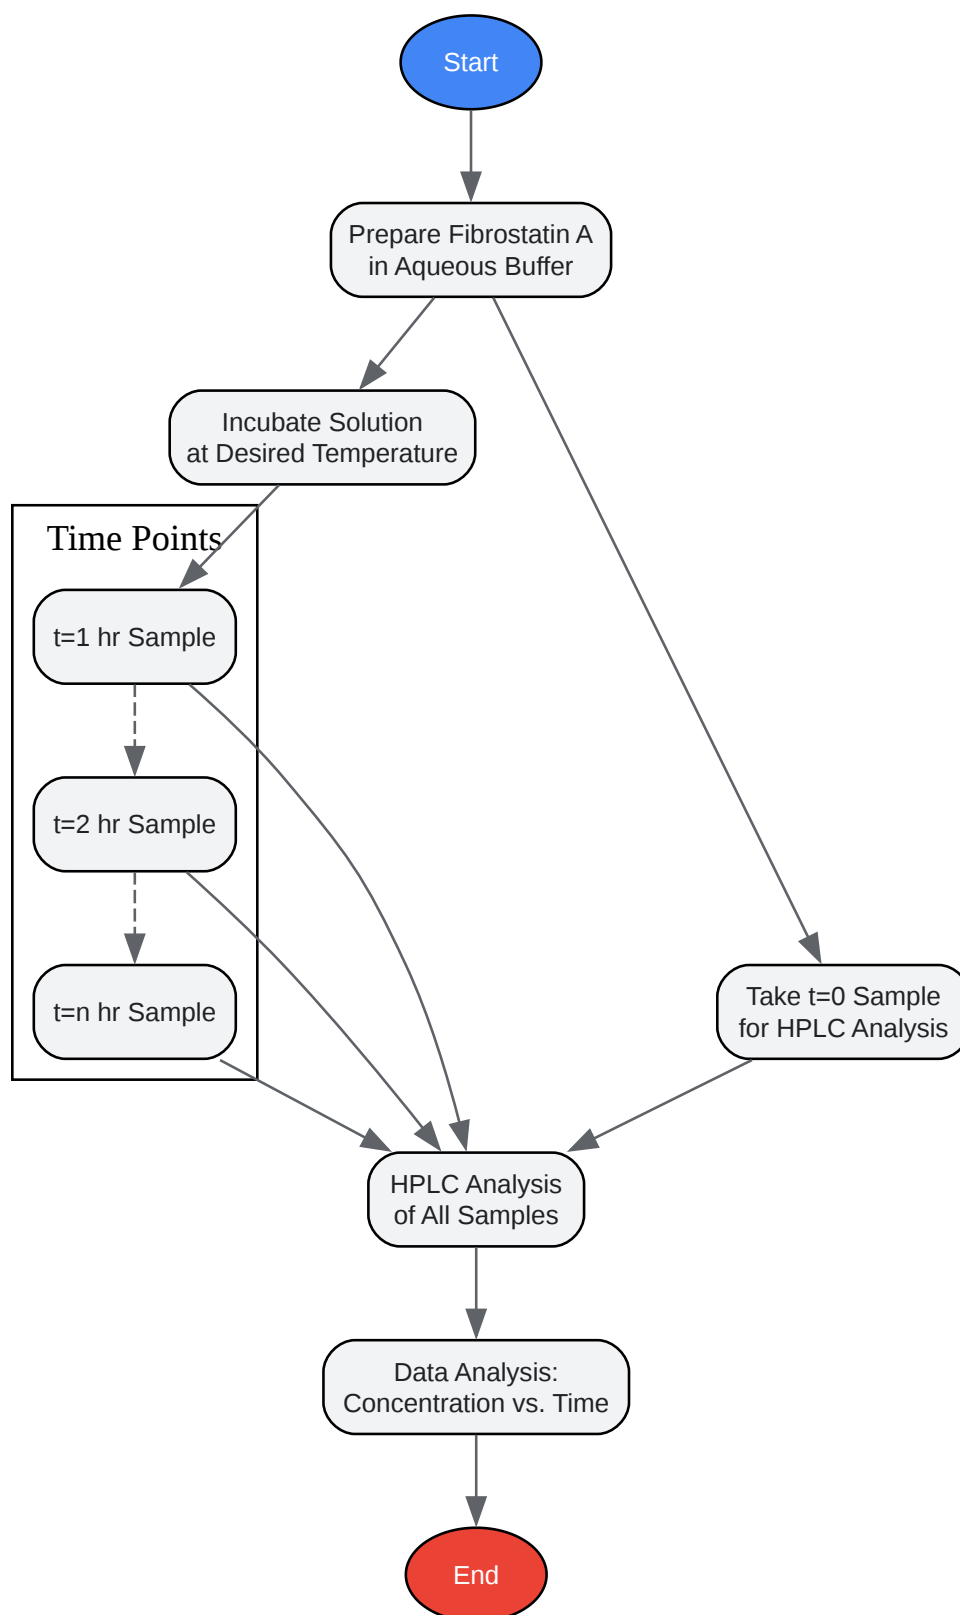 Start
Prepare Fibrostatin A
in Aqueous Buffer
Incubate Solution
at Desired Temperature
Time Points
t=1 hr Sample
t=2 hr Sample
t=n hr Sample
Take t=0 Sample
for HPLC Analysis
HPLC Analysis
of All Samples
Data Analysis:
Concentration vs. Time
End